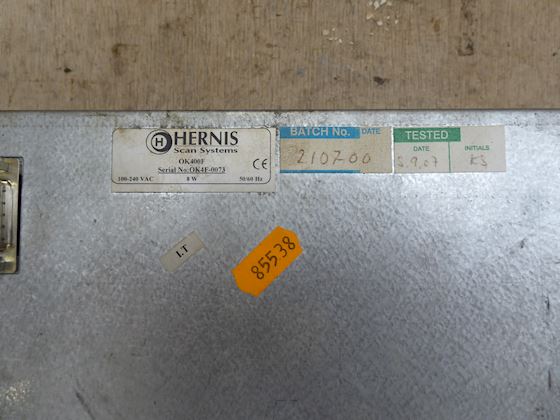 H HERNIS
Scan Systems
OK400F
Serial No: OK4F-0073
100-240 VAC 8 W 50/60 Hz
CE
BATCH No. DATE
210700
TESTED
DATE INITIALS
5.9.07 KS
I.T
85538